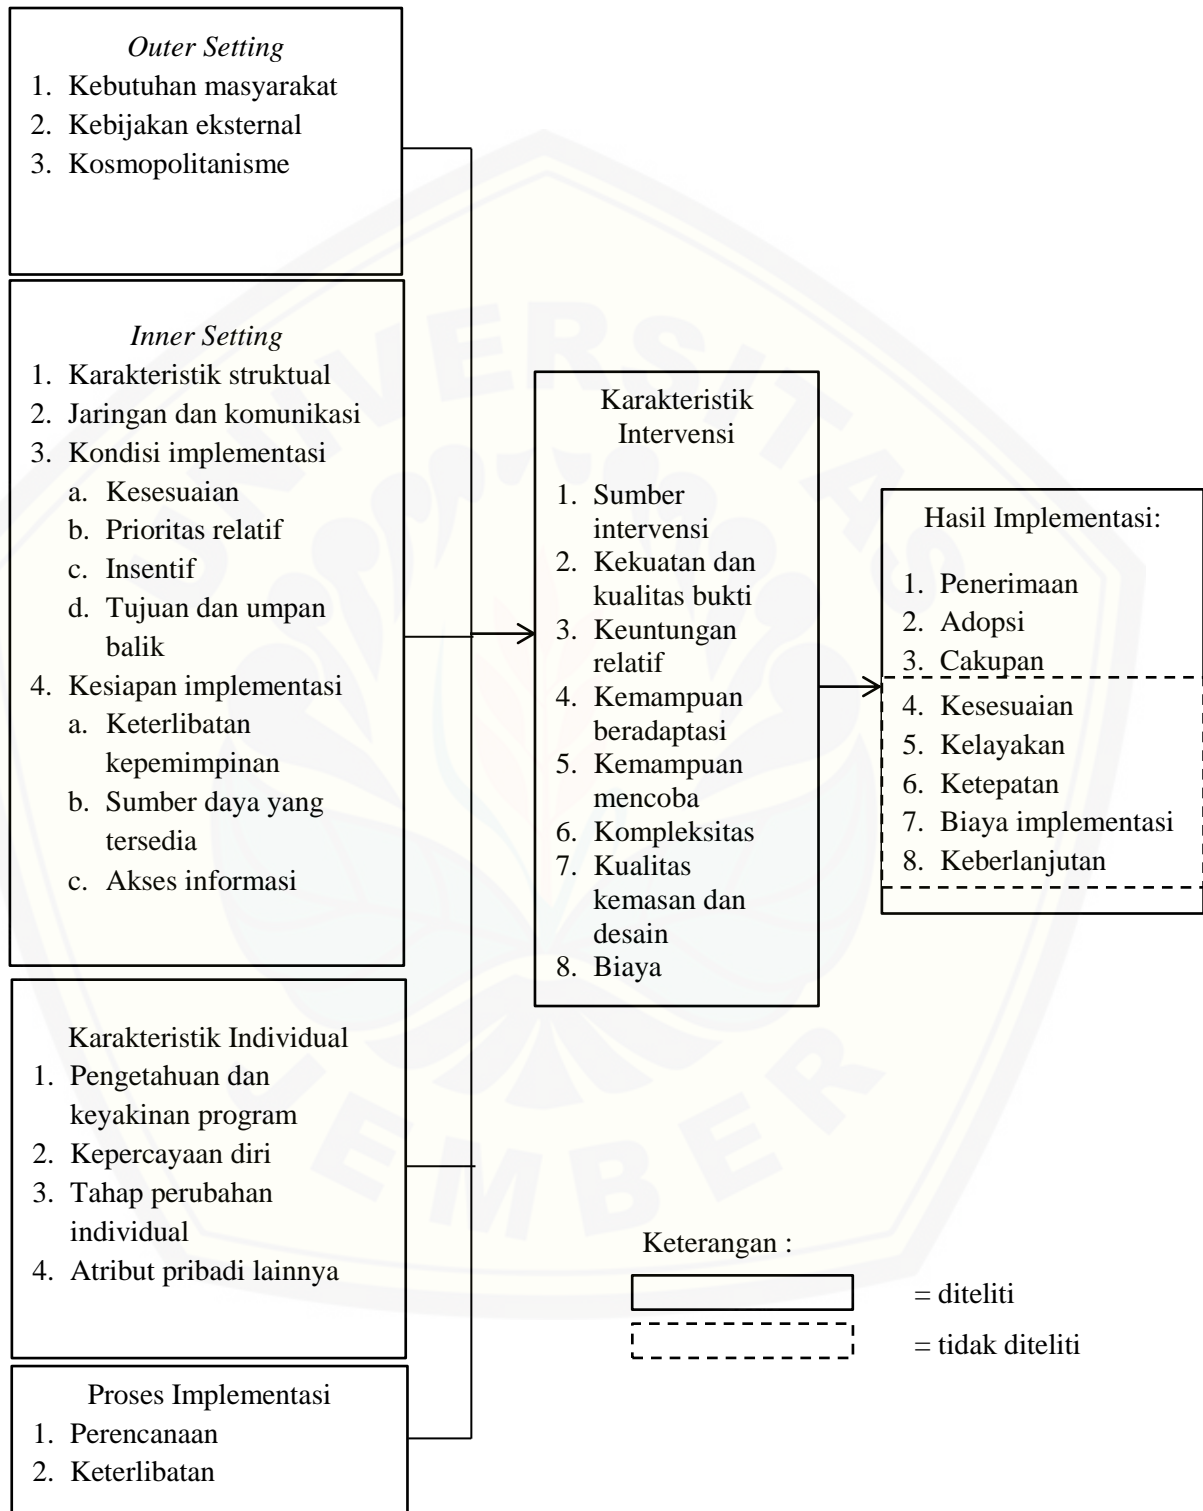 Outer Setting
1. Kebutuhan masyarakat
2. Kebijakan eksternal
3. Kosmopolitanisme
Inner Setting
1. Karakteristik struktual
2. Jaringan dan komunikasi
3. Kondisi implementasi
a. Kesesuaian
b. Prioritas relatif
c. Insentif
d. Tujuan dan umpan
balik
4. Kesiapan implementasi
a. Keterlibatan
kepemimpinan
b. Sumber daya yang
tersedia
c. Akses informasi
Karakteristik Individual
1. Pengetahuan dan
keyakinan program
2. Kepercayaan diri
3. Tahap perubahan
individual
4. Atribut pribadi lainnya
Proses Implementasi
1. Perencanaan
2. Keterlibatan
Karakteristik
Intervensi
1. Sumber
intervensi
2. Kekuatan dan
kualitas bukti
3. Keuntungan
relatif
4. Kemampuan
beradaptasi
5. Kemampuan
mencoba
6. Kompleksitas
7. Kualitas
kemasan dan
desain
8. Biaya
Hasil Implementasi:
1. Penerimaan
2. Adopsi
3. Cakupan
4. Kesesuaian
5. Kelayakan
6. Ketepatan
7. Biaya implementasi
8. Keberlanjutan
Keterangan :
= diteliti
= tidak diteliti
UNIVERSITAS
JEMBER